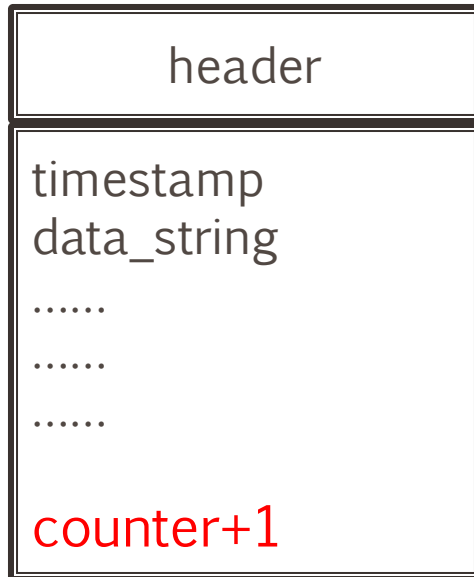 header
timestamp
data_string
......
......
......
counter+1